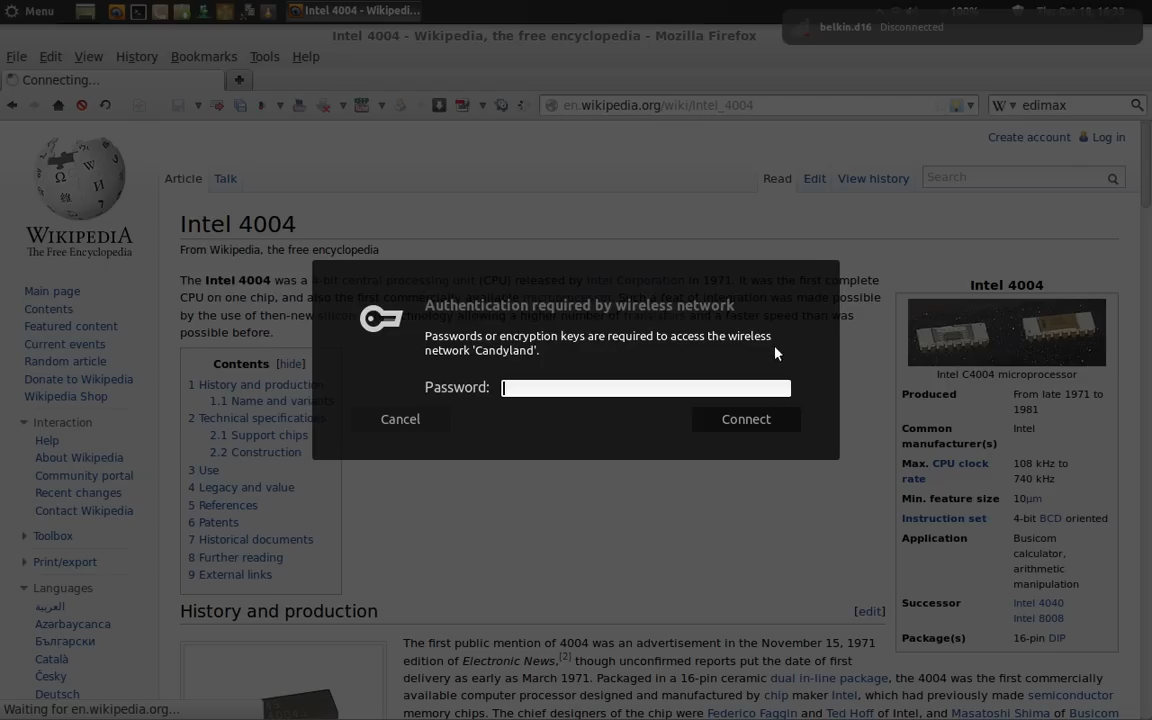 Menu
Intel 4004 - Wikipedi...
100%
belkin.d16 Disconnected
Intel 4004 - Wikipedia, the free encyclopedia - Mozilla Firefox
File Edit View History Bookmarks Tools Help
Connecting...
en.wikipedia.org/wiki/Intel_4004
edimax
Create account Log in
Article Talk
Read Edit View history
Search
WIKIPEDIA
The Free Encyclopedia
Main page
Contents
Featured content
Current events
Random article
Donate to Wikipedia
Wikipedia Shop
Interaction
Help
About Wikipedia
Community portal
Recent changes
Contact Wikipedia
Toolbox
Print/export
Languages
العربية
Azərbaycanca
Български
Català
Česky
Deutsch
Intel 4004
From Wikipedia, the free encyclopedia
The Intel 4004 was a 4-bit central processing unit (CPU) released by Intel Corporation in 1971. It was the first complete
CPU on one chip, and also the first commercially available microprocessor. Such a feat of integration was made possible
by the use of then-new silicon technology allowing a higher number of transistors and a faster speed than was
possible before.
Contents [hide]
1 History and production
1.1 Name and variants
2 Technical specifications
2.1 Support chips
2.2 Construction
3 Use
4 Legacy and value
5 References
6 Patents
7 Historical documents
8 Further reading
9 External links
Authentication required by wireless network
Passwords or encryption keys are required to access the wireless
network 'Candyland'.
Password:
Cancel
Connect
Intel 4004
Intel C4004 microprocessor
Produced From late 1971 to
1981
Common Intel
manufacturer(s)
Max. CPU clock 108 kHz to
rate 740 kHz
Min. feature size 10μm
Instruction set 4-bit BCD oriented
Application Busicom
calculator,
arithmetic
manipulation
Successor Intel 4040
Intel 8008
Package(s) 16-pin DIP
History and production
[edit]
The first public mention of 4004 was an advertisement in the November 15, 1971
edition of Electronic News,[2] though unconfirmed reports put the date of first
delivery as early as March 1971. Packaged in a 16-pin ceramic dual in-line package, the 4004 was the first commercially
available computer processor designed and manufactured by chip maker Intel, which had previously made semiconductor
memory chips. The chief designers of the chip were Federico Faggin and Ted Hoff of Intel, and Masatoshi Shima of Busicom
Waiting for en.wikipedia.org...